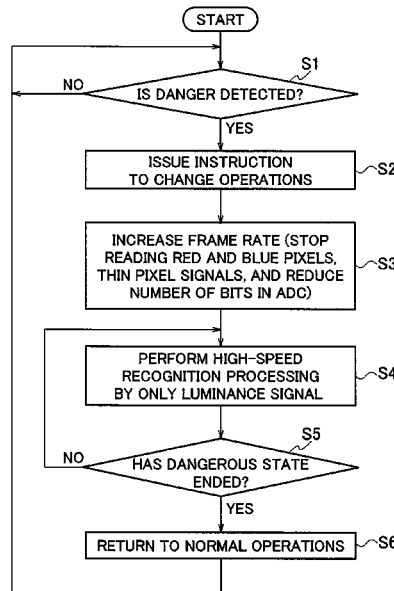 START
S1
IS DANGER DETECTED?
NO
YES
ISSUE INSTRUCTION
TO CHANGE OPERATIONS
S2
INCREASE FRAME RATE (STOP
READING RED AND BLUE PIXELS,
THIN PIXEL SIGNALS, AND REDUCE
NUMBER OF BITS IN ADC)
S3
PERFORM HIGH-SPEED
RECOGNITION PROCESSING
BY ONLY LUMINANCE SIGNAL
S4
S5
HAS DANGEROUS STATE
ENDED?
NO
YES
RETURN TO NORMAL OPERATIONS
S6